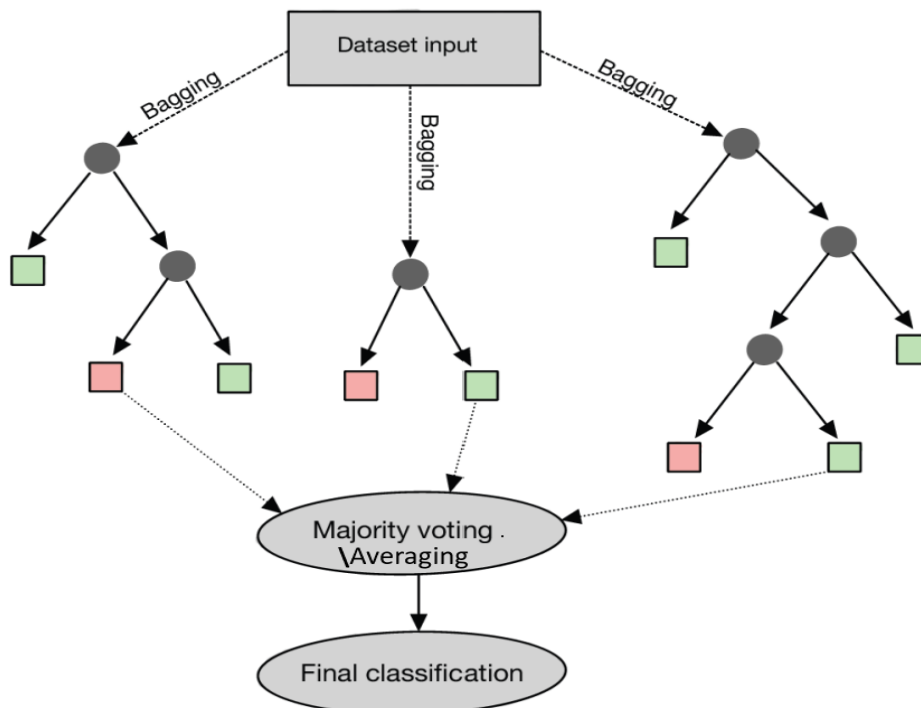 Dataset input
Bagging
Bagging
Bagging
Majority voting .
\Averaging
Final classification